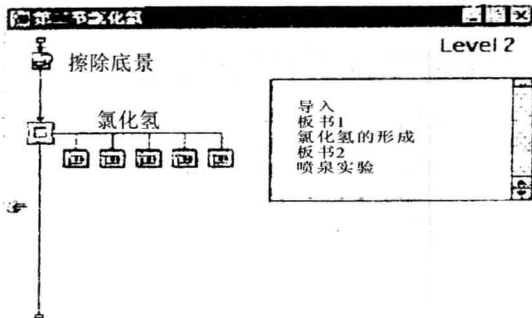 第二节氯化氢
Level 2
擦除底景
氯化氢
导入
板书1
氯化氢的形成
板书2
喷泉实验